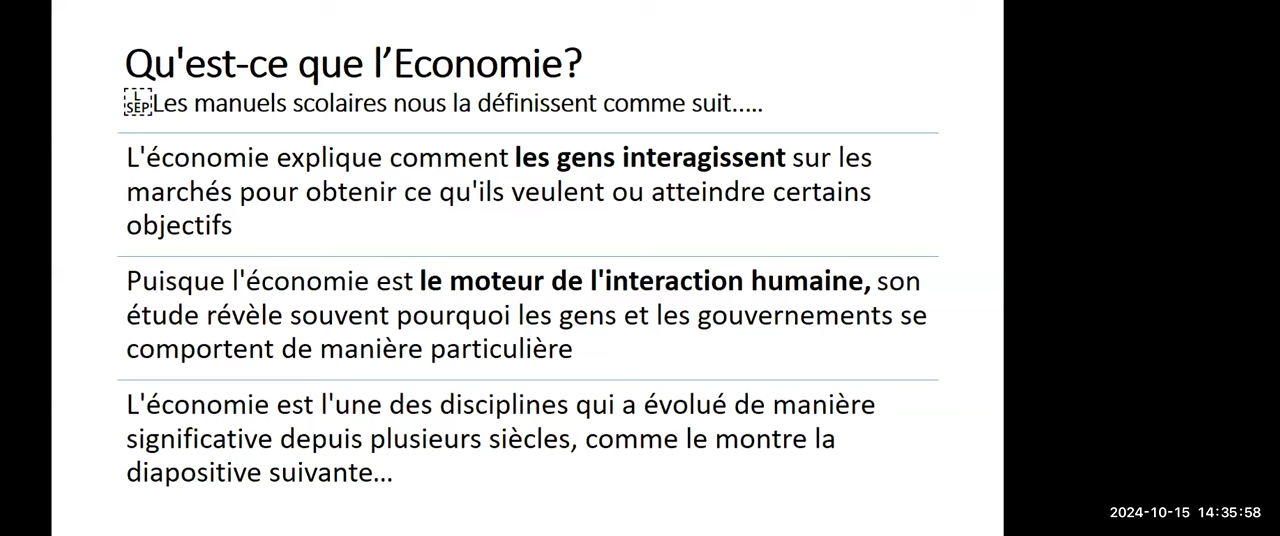 Qu'est-ce que l’Economie?
Les manuels scolaires nous la définissent comme suit.....
L'économie explique comment les gens interagissent sur les
marchés pour obtenir ce qu'ils veulent ou atteindre certains
objectifs
Puisque l'économie est le moteur de l'interaction humaine, son
étude révèle souvent pourquoi les gens et les gouvernements se
comportent de manière particulière
L'économie est l'une des disciplines qui a évolué de manière
significative depuis plusieurs siècles, comme le montre la
diapositive suivante...
2024-10-15 14:35:58